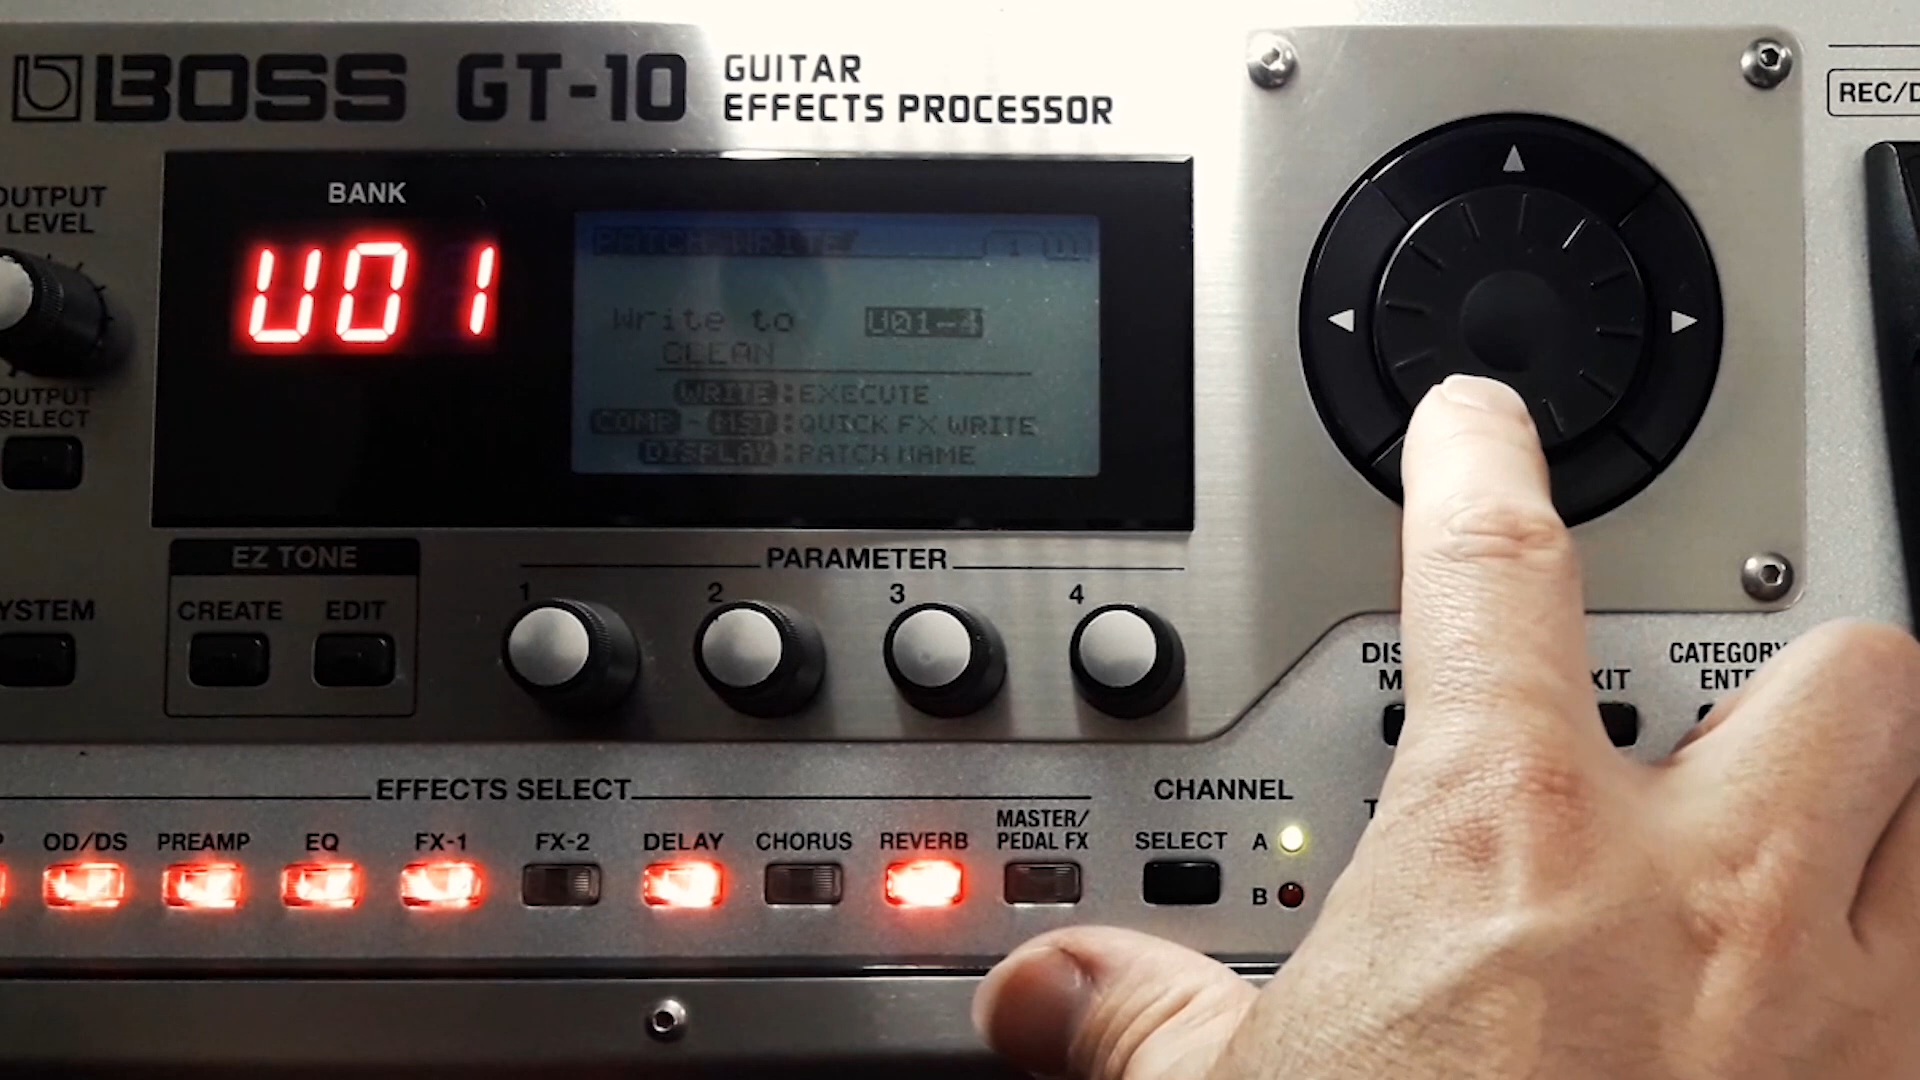 BOSS GT-10 GUITAR
EFFECTS PROCESSOR
OUTPUT
LEVEL
BANK
U01
PATCH WRITE
Write to U01-4
CLEAN
WRITE:EXECUTE
COMP-MST:QUICK FX WRITE
DISPLAY:PATCH NAME
REC/D
OUTPUT
SELECT
YSTEM
EZ TONE
CREATE EDIT
PARAMETER
1 2 3 4
DIS
M
XIT
CATEGORY
ENTE
EFFECTS SELECT
P OD/DS PREAMP EQ FX-1 FX-2 DELAY CHORUS REVERB MASTER/
PEDAL FX
CHANNEL
SELECT A
B
T